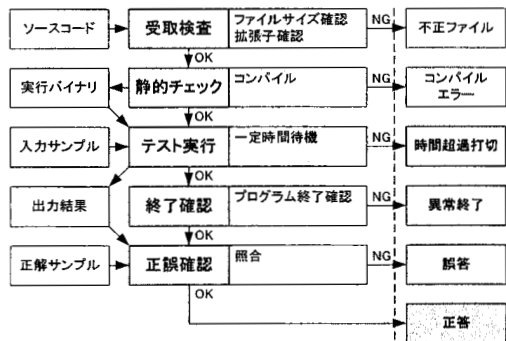 ソースコード
受取検査
ファイルサイズ確認
拡張子確認
NG
不正ファイル
OK
実行バイナリ
静的チェック
コンパイル
NG
コンパイル
エラー
OK
入力サンプル
テスト実行
一定時間待機
NG
時間超過打切
OK
出力結果
終了確認
プログラム終了確認
NG
異常終了
OK
正解サンプル
正誤確認
照合
NG
誤答
OK
正答